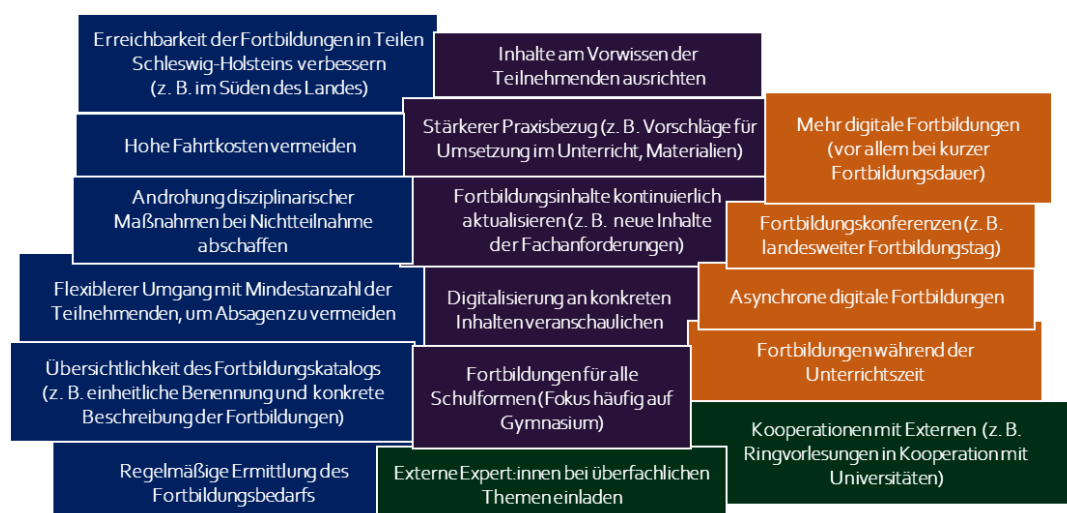 Erreichbarkeit der Fortbildungen in Teilen
Schleswig-Holsteins verbessern
(z. B. im Süden des Landes)
Hohe Fahrtkosten vermeiden
Androhung disziplinarischer
Maßnahmen bei Nichtteilnahme
abschaffen
Flexiblerer Umgang mit Mindestanzahl der
Teilnehmenden, um Absagen zu vermeiden
Übersichtlichkeit des Fortbildungskatalogs
(z. B. einheitliche Benennung und konkrete
Beschreibung der Fortbildungen)
Regelmäßige Ermittlung des
Fortbildungsbedarfs
Inhalte am Vorwissen der
Teilnehmenden ausrichten
Stärkerer Praxisbezug (z. B. Vorschläge für
Umsetzung im Unterricht, Materialien)
Fortbildungsinhalte kontinuierlich
aktualisieren (z. B. neue Inhalte
der Fachanforderungen)
Digitalisierung an konkreten
Inhalten veranschaulichen
Fortbildungen für alle
Schulformen (Fokus häufig auf
Gymnasium)
Externe Expert:innen bei überfachlichen
Themen einladen
Mehr digitale Fortbildungen
(vor allem bei kurzer
Fortbildungsdauer)
Fortbildungskonferenzen (z. B.
landesweiter Fortbildungstag)
Asynchrone digitale Fortbildungen
Fortbildungen während der
Unterrichtszeit
Kooperationen mit Externen (z. B.
Ringvorlesungen in Kooperation mit
Universitäten)